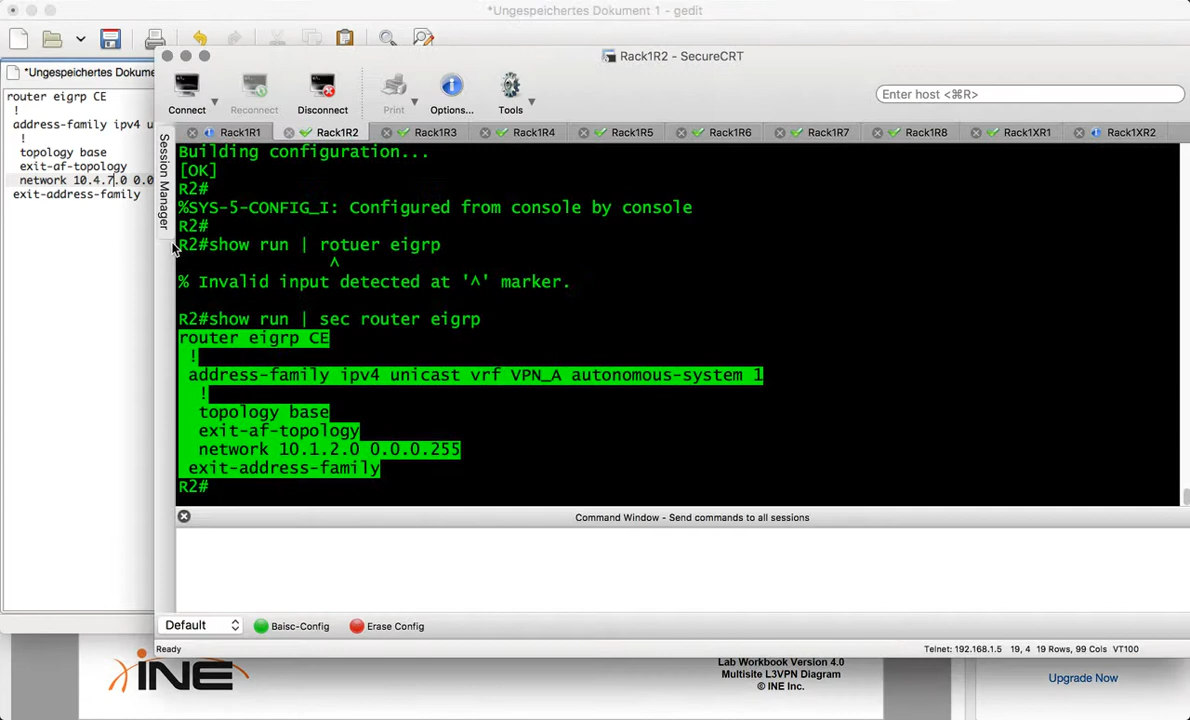 *Ungespeichertes Dokument 1 - gedit
*Ungespeichertes Dokume
router eigrp CE
!
address-family ipv4 u
!
topology base
exit-af-topology
network 10.4.7.0 0.0
exit-address-family
Rack1R2 - SecureCRT
Connect
Reconnect
Disconnect
Print
Options...
Tools
Enter host <⌘R>
Session Manager
Rack1R1
Rack1R2
Rack1R3
Rack1R4
Rack1R5
Rack1R6
Rack1R7
Rack1R8
Rack1XR1
Rack1XR2
Building configuration...
[OK]
R2#
%SYS-5-CONFIG_I: Configured from console by console
R2#
R2#show run | rotuer eigrp
^
% Invalid input detected at '^' marker.
R2#show run | sec router eigrp
router eigrp CE
!
address-family ipv4 unicast vrf VPN_A autonomous-system 1
!
topology base
exit-af-topology
network 10.1.2.0 0.0.0.255
exit-address-family
R2#
Command Window - Send commands to all sessions
Default
Baisc-Config
Erase Config
Ready
Telnet: 192.168.1.5 19, 4 19 Rows, 99 Cols VT100
INE
Lab Workbook Version 4.0
Multisite L3VPN Diagram
© INE Inc.
Upgrade Now